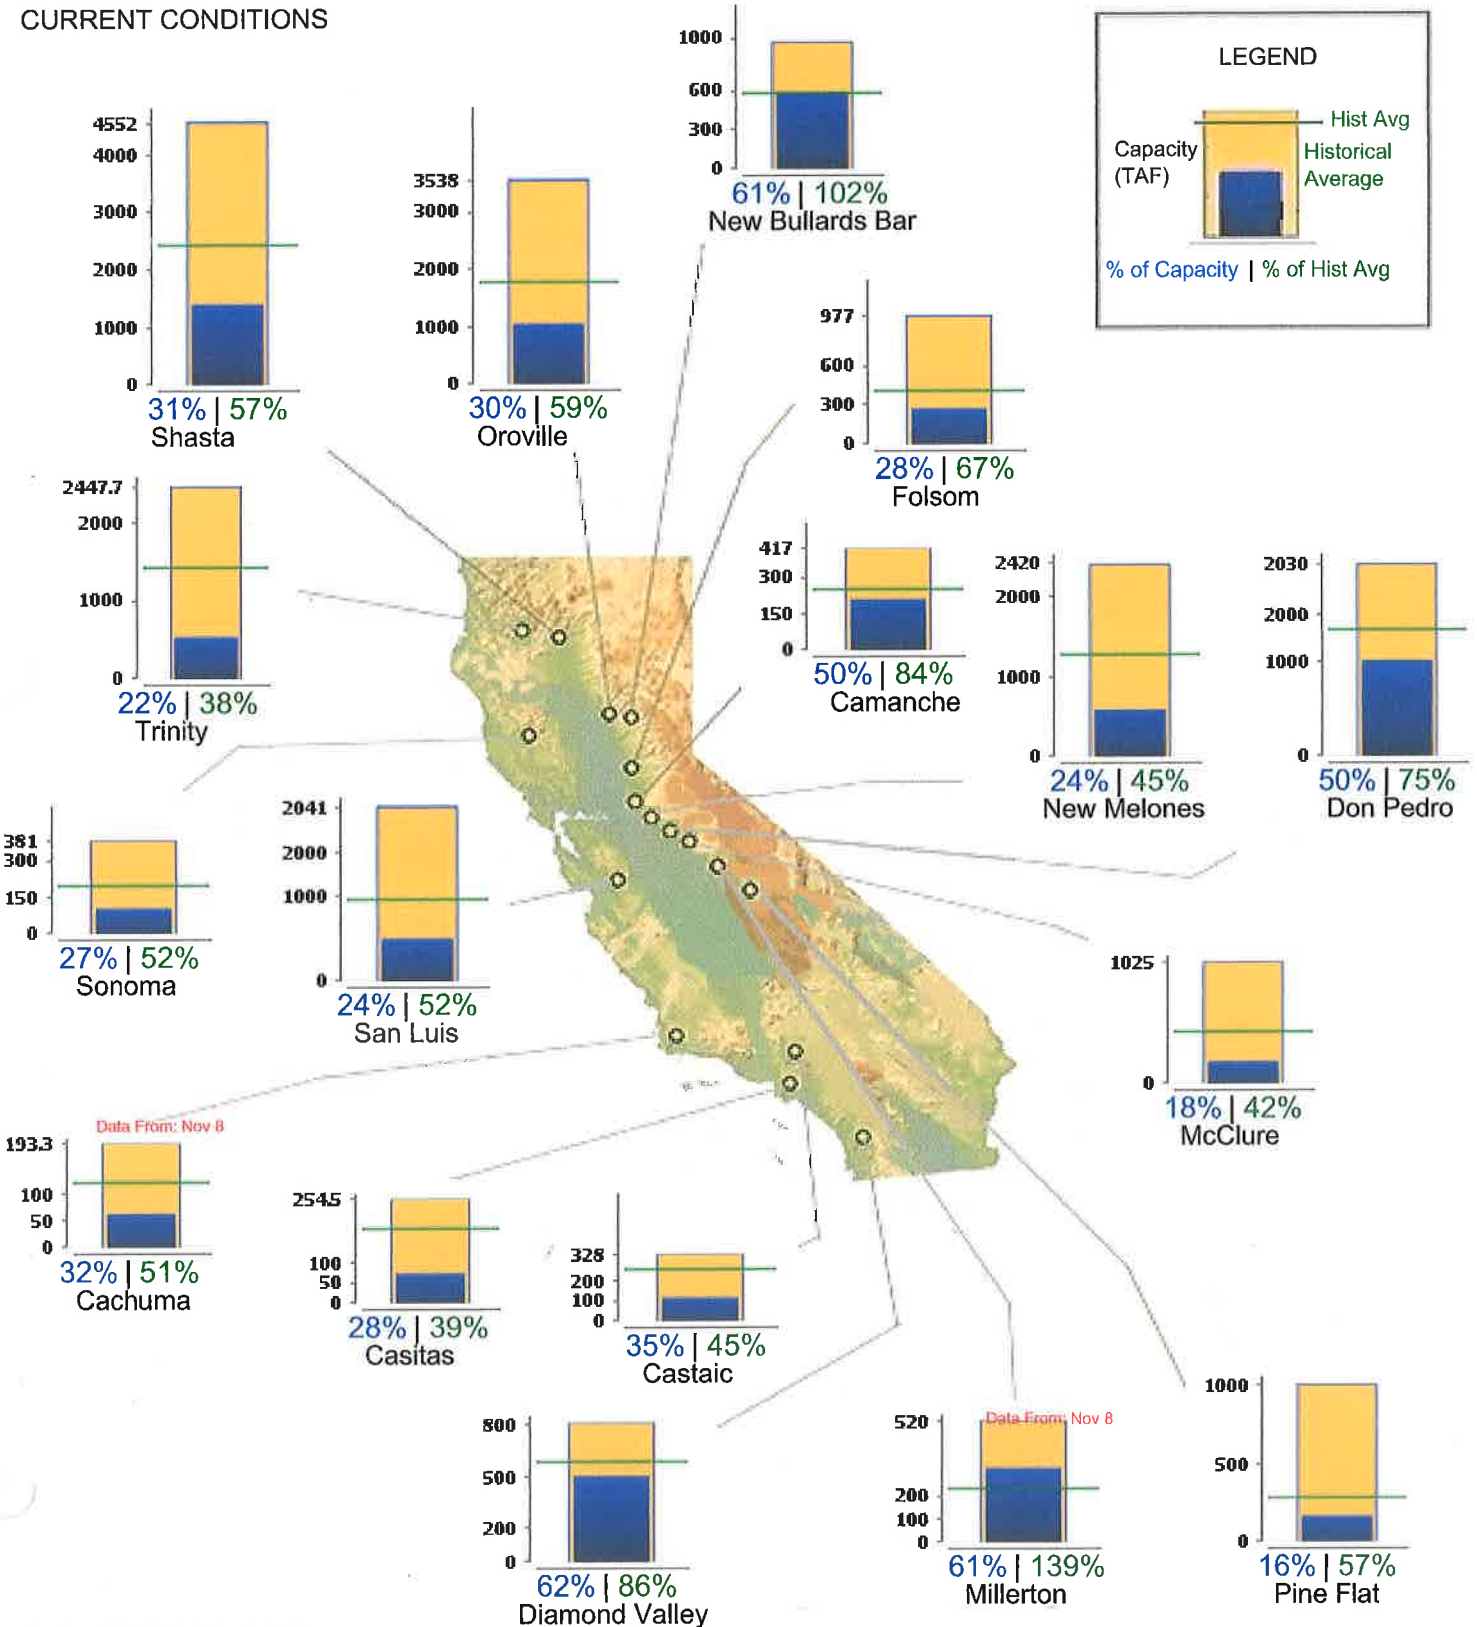 CURRENT CONDITIONS
1000
600
300
0
61% | 102%
New Bullards Bar
LEGEND
Hist Avg
Capacity
(TAF)
Historical
Average
% of Capacity | % of Hist Avg
4552
4000
3000
2000
1000
0
31% | 57%
Shasta
3538
3000
2000
1000
0
30% | 59%
Oroville
977
600
300
0
28% | 67%
Folsom
2447.7
2000
1000
0
22% | 38%
Trinity
417
300
150
0
50% | 84%
Camanche
2420
2000
1000
0
24% | 45%
New Melones
2030
2000
1000
0
50% | 75%
Don Pedro
381
300
150
0
27% | 52%
Sonoma
2041
2000
1000
0
24% | 52%
San Luis
1025
0
18% | 42%
McClure
Data From: Nov 8
193.3
100
50
0
32% | 51%
Cachuma
254.5
100
50
0
28% | 39%
Casitas
328
200
100
0
35% | 45%
Castaic
800
500
200
0
62% | 86%
Diamond Valley
Data From: Nov 8
520
200
100
0
61% | 139%
Millerton
1000
500
0
16% | 57%
Pine Flat